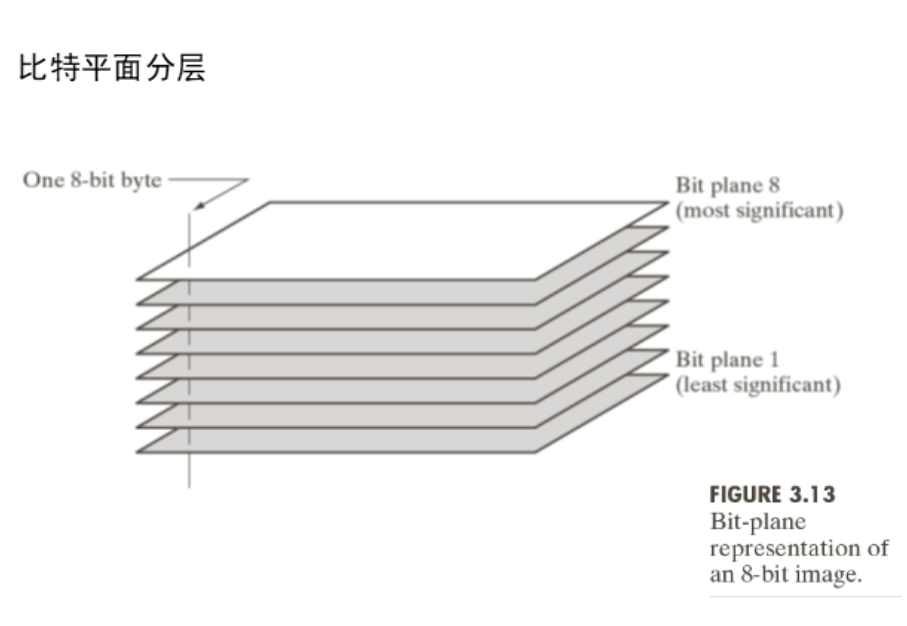 比特平面分层
One 8-bit byte
Bit plane 8
(most significant)
Bit plane 1
(least significant)
FIGURE 3.13
Bit-plane
representation of
an 8-bit image.